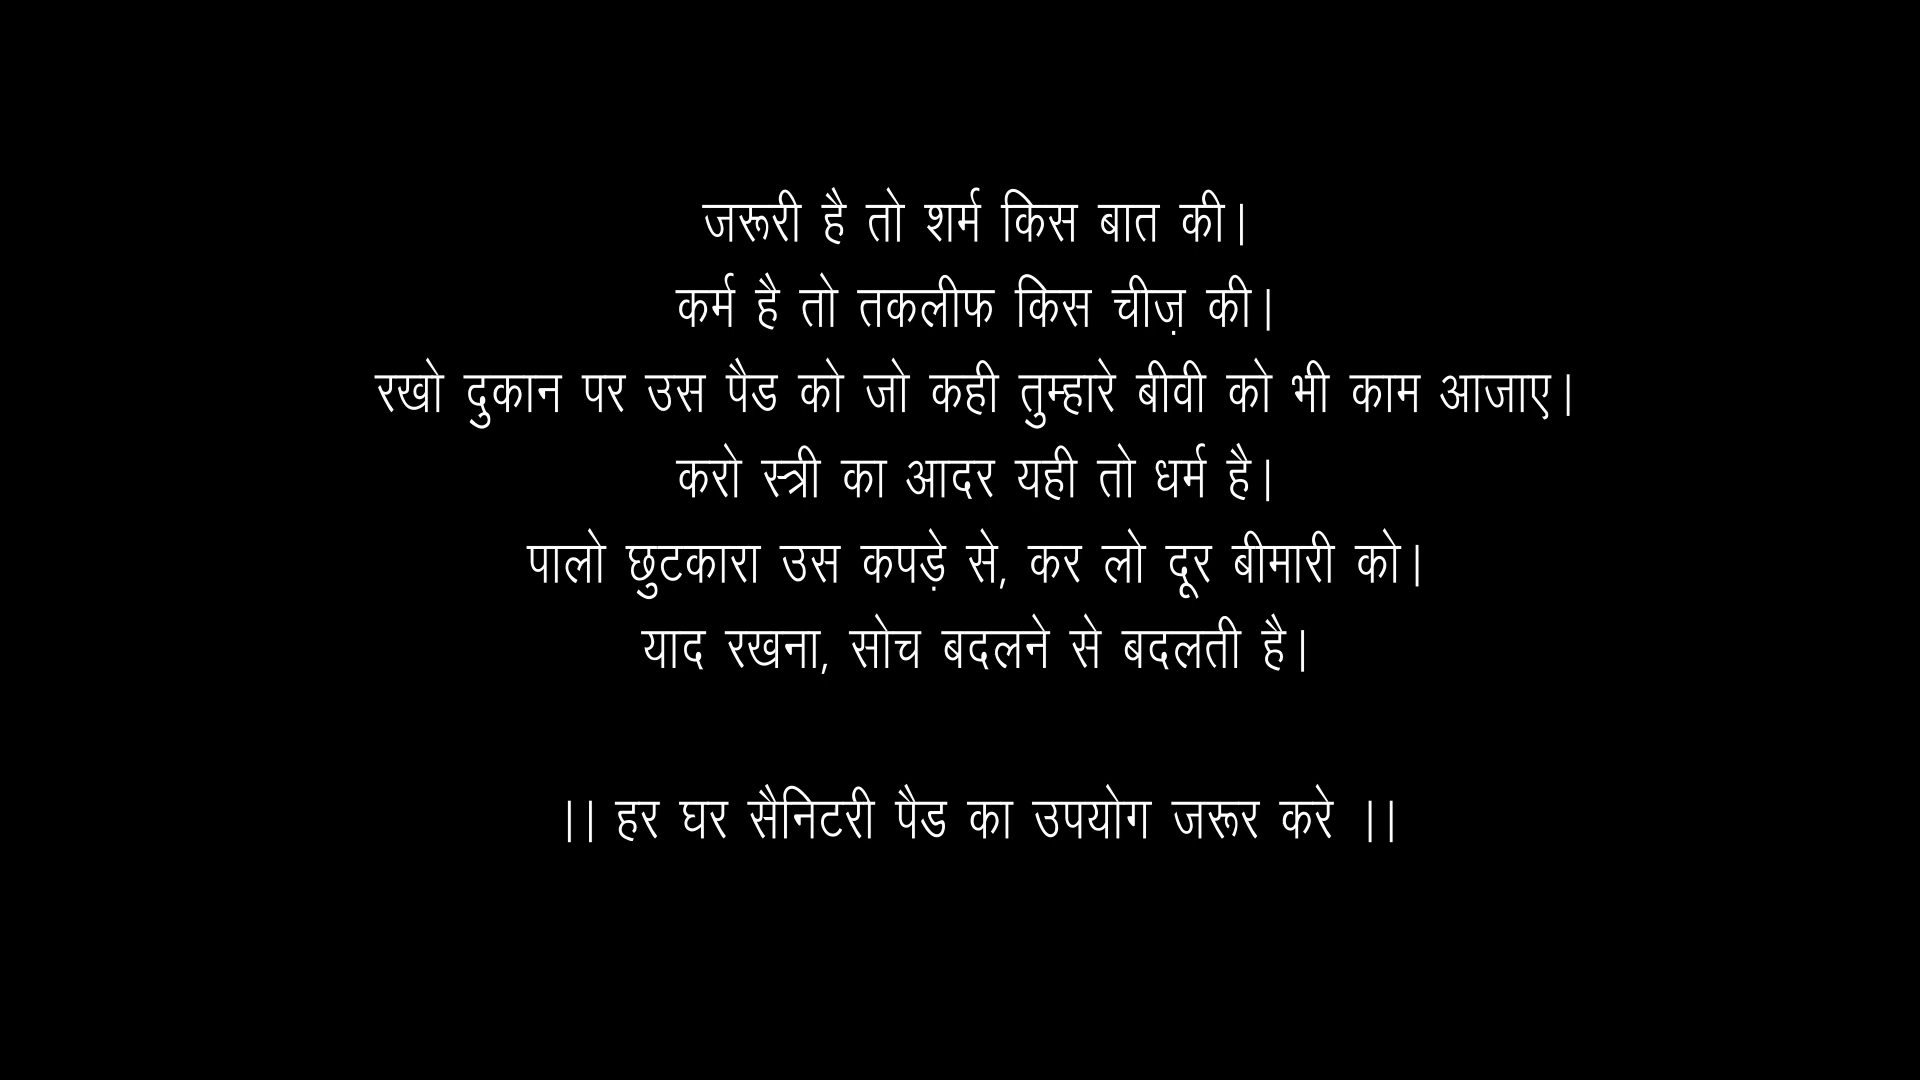 जरूरी है तो शर्म किस बात की।
कर्म है तो तकलीफ किस चीज़ की।
रखो दुकान पर उस पैड को जो कही तुम्हारे बीवी को भी काम आजाए।
करो स्त्री का आदर यही तो धर्म है।
पालो छुटकारा उस कपड़े से, कर लो दूर बीमारी को।
याद रखना, सोच बदलने से बदलती है।
।। हर घर सैनिटरी पैड का उपयोग जरूर करे ।।